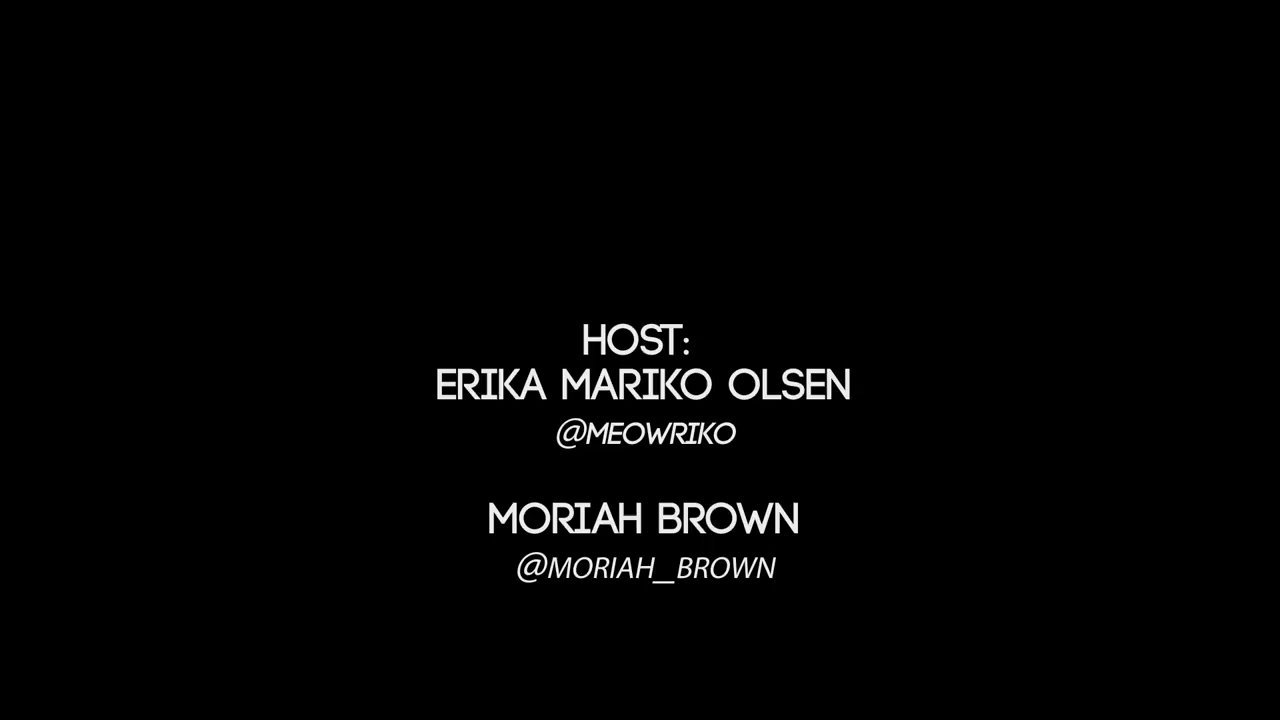 HOST:
ERIKA MARIKO OLSEN
@MEOWRIKO
MORIAH BROWN
@MORIAH_BROWN